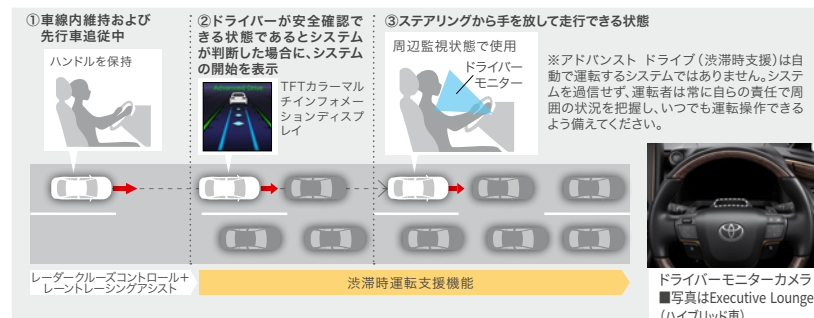 ①車線内維持および
先行車追従中
ハンドルを保持
②ドライバーが安全確認で
きる状態であるとシステム
が判断した場合に、システム
の開始を表示
Advanced Drive
TFTカラーマル
チインフォメー
ションディスプ
レイ
③ステアリングから手を放して走行できる状態
周辺監視状態で使用
ドライバー
モニター
※アドバンスト ドライブ(渋滞時支援)は自
動で運転するシステムではありません。システ
ムを過信せず、運転者は常に自らの責任で周
囲の状況を把握し、いつでも運転操作できる
よう備えてください。
レーダークルーズコントロール+
レーントレーシングアシスト
渋滞時運転支援機能
ドライバーモニターカメラ
■写真はExecutive Lounge
(ハイブリッド車)